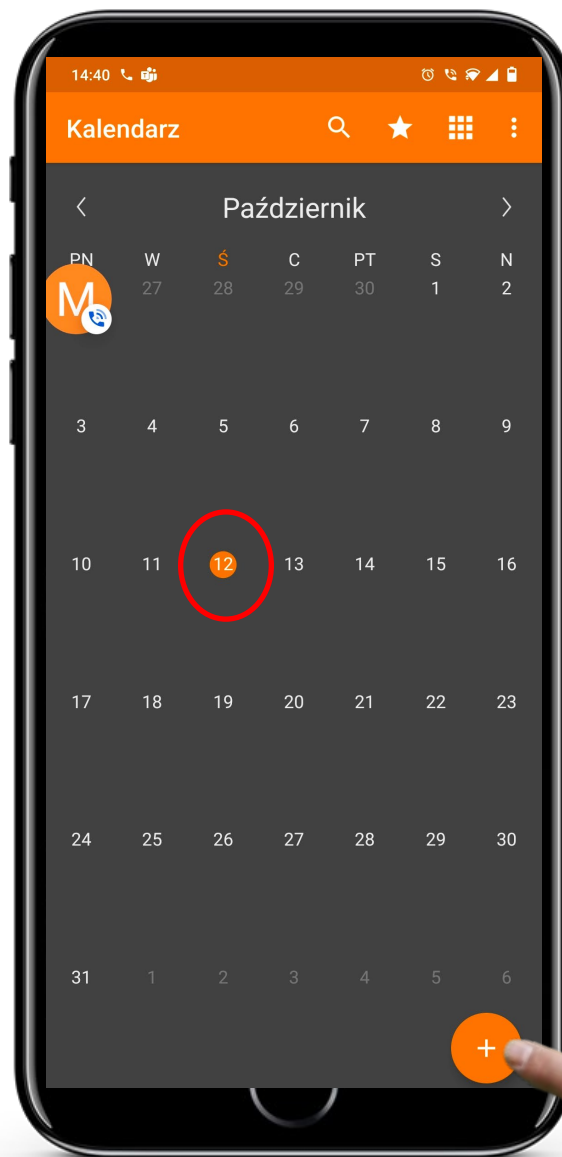 14:40
Kalendarz
Październik
PN W Ś C PT S N
M 27 28 29 30 1 2
3 4 5 6 7 8 9
10 11 12 13 14 15 16
17 18 19 20 21 22 23
24 25 26 27 28 29 30
31 1 2 3 4 5 6
+